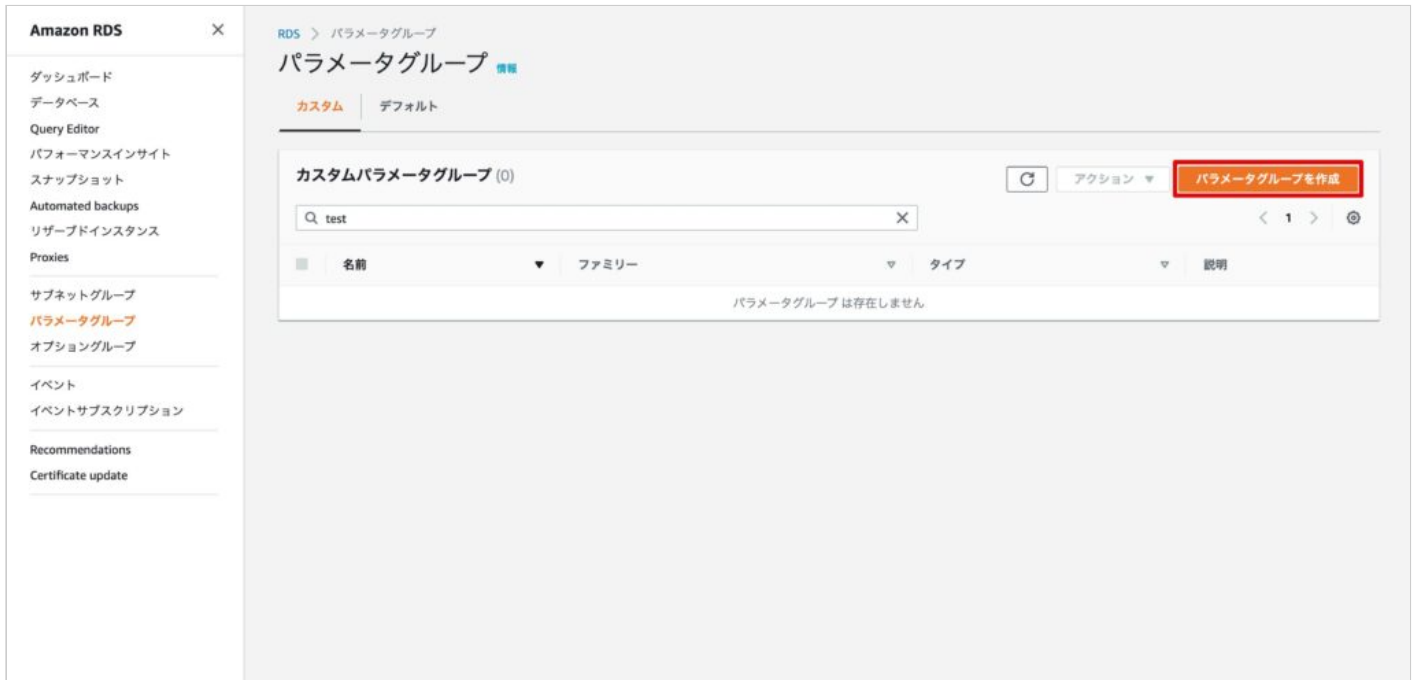 Amazon RDS
ダッシュボード
データベース
Query Editor
パフォーマンスインサイト
スナップショット
Automated backups
リザーブドインスタンス
Proxies
サブネットグループ
パラメータグループ
オプショングループ
イベント
イベントサブスクリプション
Recommendations
Certificate update
RDS > パラメータグループ
パラメータグループ 情報
カスタム デフォルト
カスタムパラメータグループ (0)
アクション パラメータグループを作成
test
1
名前 ファミリー タイプ 説明
パラメータグループ は存在しません